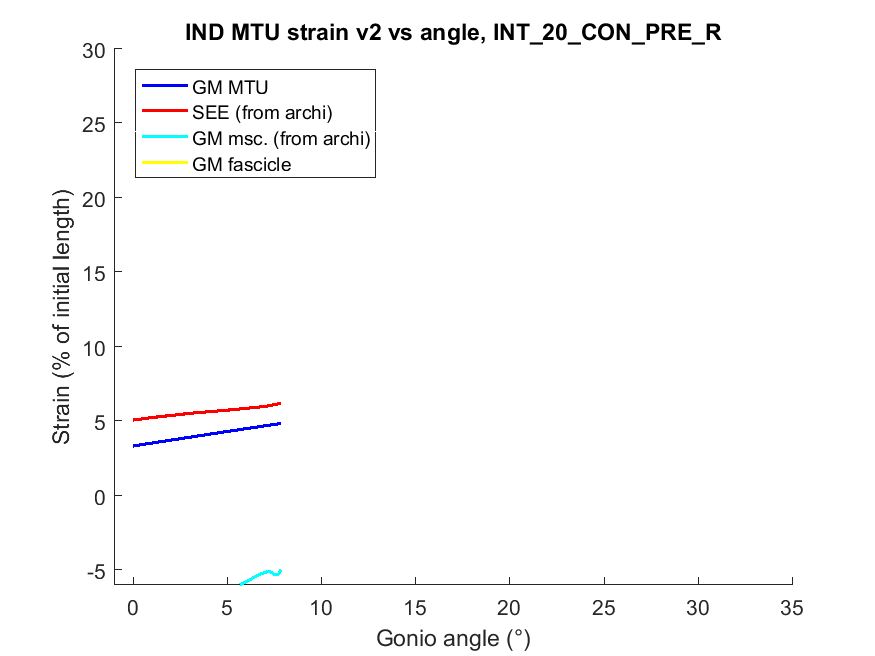 IND MTU strain v2 vs angle, INT_20_CON_PRE_R
30
25
20
15
10
5
0
-5
Strain (% of initial length)
GM MTU
SEE (from archi)
GM msc. (from archi)
GM fascicle
0 5 10 15 20 25 30 35
Gonio angle (°)